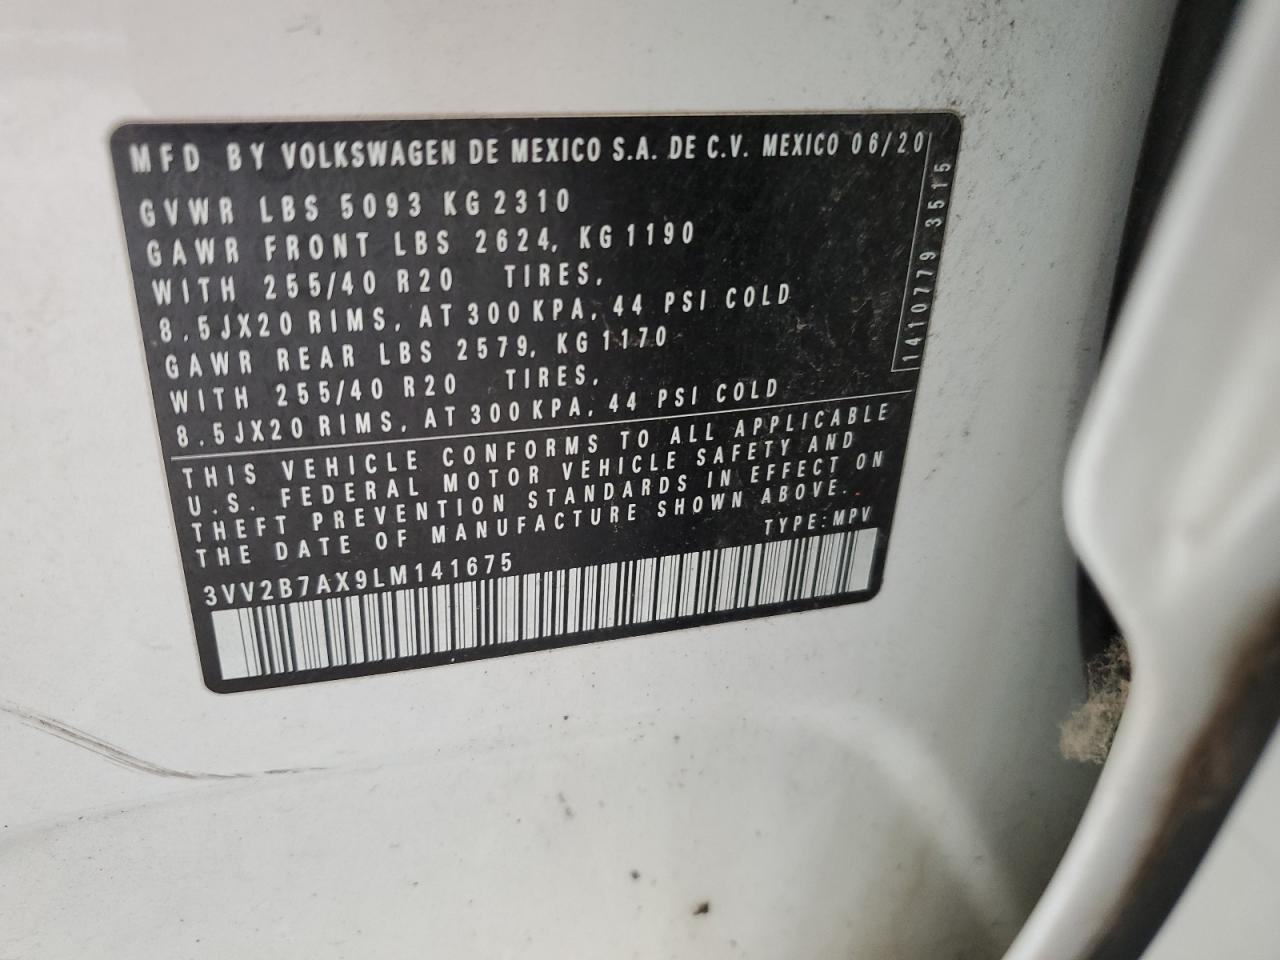 MFD BY VOLKSWAGEN DE MEXICO S.A. DE C.V. MEXICO 06/20
GVWR LBS 5093 KG 2310
GAWR FRONT LBS 2624, KG 1190
WITH 255/40 R20 TIRES,
8.5JX20 RIMS, AT 300 KPA, 44 PSI COLD
GAWR REAR LBS 2579, KG 1170
WITH 255/40 R20 TIRES,
8.5JX20 RIMS, AT 300 KPA, 44 PSI COLD
1410779 3515
THIS VEHICLE CONFORMS TO ALL APPLICABLE
U.S. FEDERAL MOTOR VEHICLE SAFETY AND
THEFT PREVENTION STANDARDS IN EFFECT ON
THE DATE OF MANUFACTURE SHOWN ABOVE.
TYPE: MPV
3VV2B7AX9LM141675